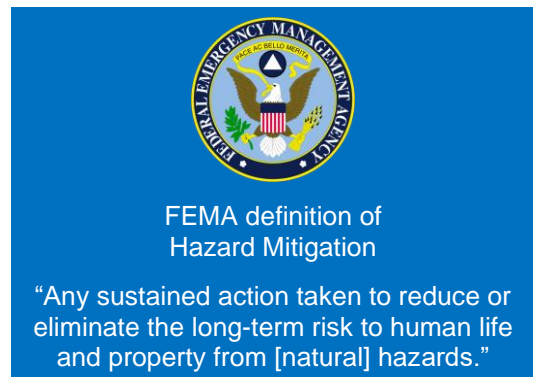 FEDERAL EMERGENCY MANAGEMENT AGENCY
PACE AC BELLO MERITA
FEMA definition of
Hazard Mitigation
“Any sustained action taken to reduce or
eliminate the long-term risk to human life
and property from [natural] hazards.”